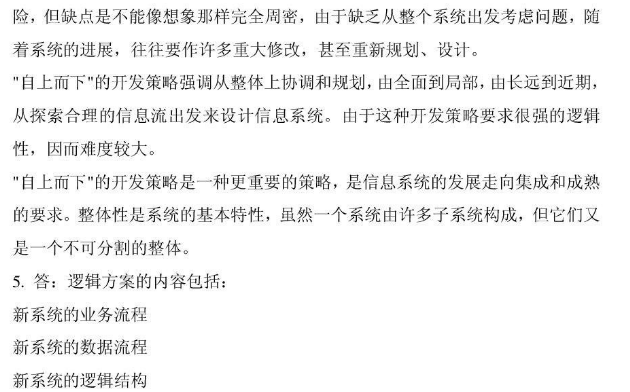 险，但缺点是不能像想象那样完全周密，由于缺乏从整个系统出发考虑问题，随
着系统的进展，往往要作许多重大修改，甚至重新规划、设计。
"自上而下"的开发策略强调从整体上协调和规划，由全面到局部，由长远到近期，
从探索合理的信息流出发来设计信息系统。由于这种开发策略要求很强的逻辑
性，因而难度较大。
"自上而下"的开发策略是一种更重要的策略，是信息系统的发展走向集成和成熟
的要求。整体性是系统的基本特性，虽然一个系统由许多子系统构成，但它们又
是一个不可分割的整体。
5. 答：逻辑方案的内容包括：
新系统的业务流程
新系统的数据流程
新系统的逻辑结构